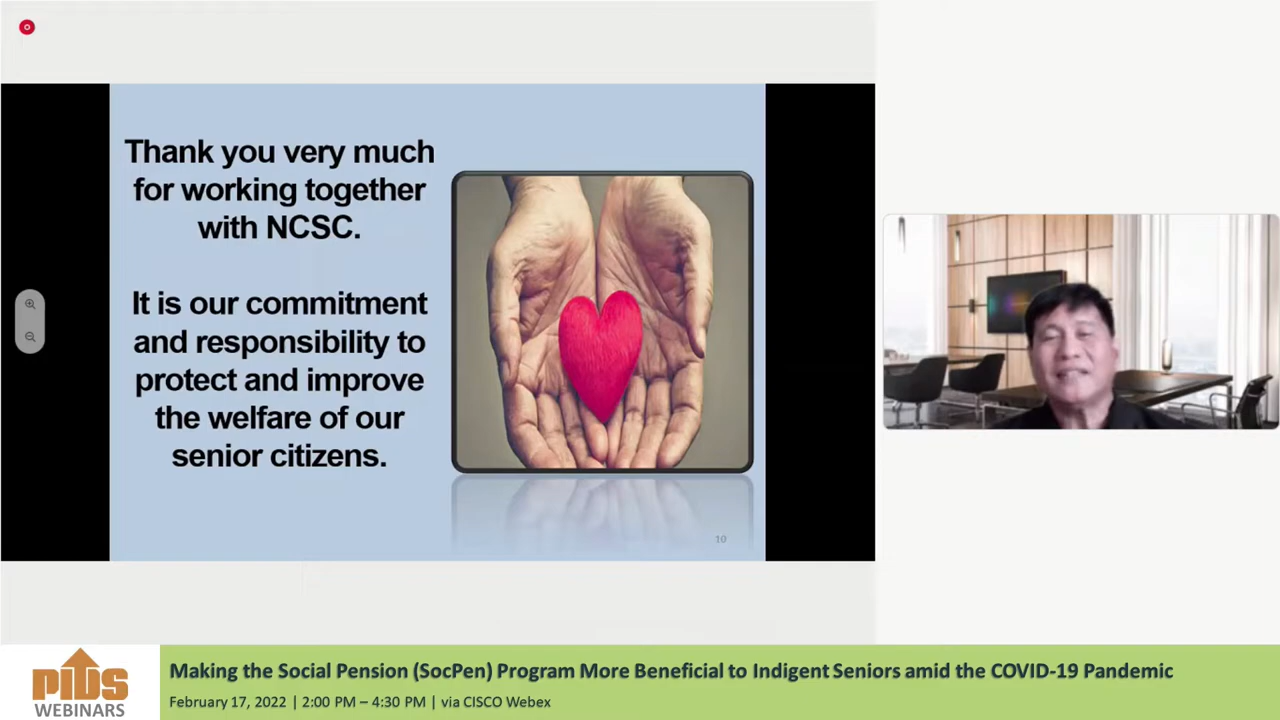 Thank you very much
for working together
with NCSC.
It is our commitment
and responsibility to
protect and improve
the welfare of our
senior citizens.
10
PIDS
WEBINARS
Making the Social Pension (SocPen) Program More Beneficial to Indigent Seniors amid the COVID-19 Pandemic
February 17, 2022 | 2:00 PM – 4:30 PM | via CISCO Webex